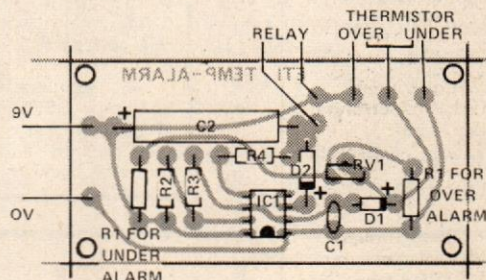 THERMISTOR
RELAY OVER UNDER
ETI TEMP-ALARM
9V
+
C2
R4
D2
RV1
R2
R3
+
IC1
+
D1
R1 FOR
OVER
ALARM
0V
C1
R1 FOR
UNDER
ALARM